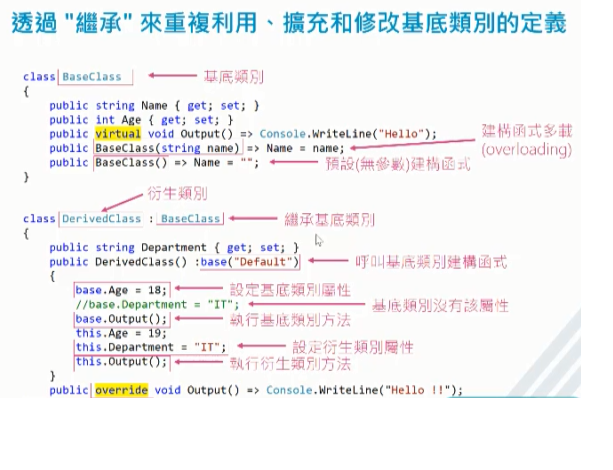 透過 "繼承" 來重複利用、擴充和修改基底類別的定義
class BaseClass 基底類別
{
public string Name { get; set; }
public int Age { get; set; }
public virtual void Output() => Console.WriteLine("Hello");
public BaseClass(string name) => Name = name; 建構函式多載(overloading)
public BaseClass() => Name = ""; 預設(無參數)建構函式
}
衍生類別
class DerivedClass : BaseClass 繼承基底類別
{
public string Department { get; set; }
public DerivedClass() :base("Default") 呼叫基底類別建構函式
{
base.Age = 18; 設定基底類別屬性
//base.Department = "IT"; 基底類別沒有該屬性
base.Output(); 執行基底類別方法
this.Age = 19;
this.Department = "IT"; 設定衍生類別屬性
this.Output(); 執行衍生類別方法
}
public override void Output() => Console.WriteLine("Hello !!");